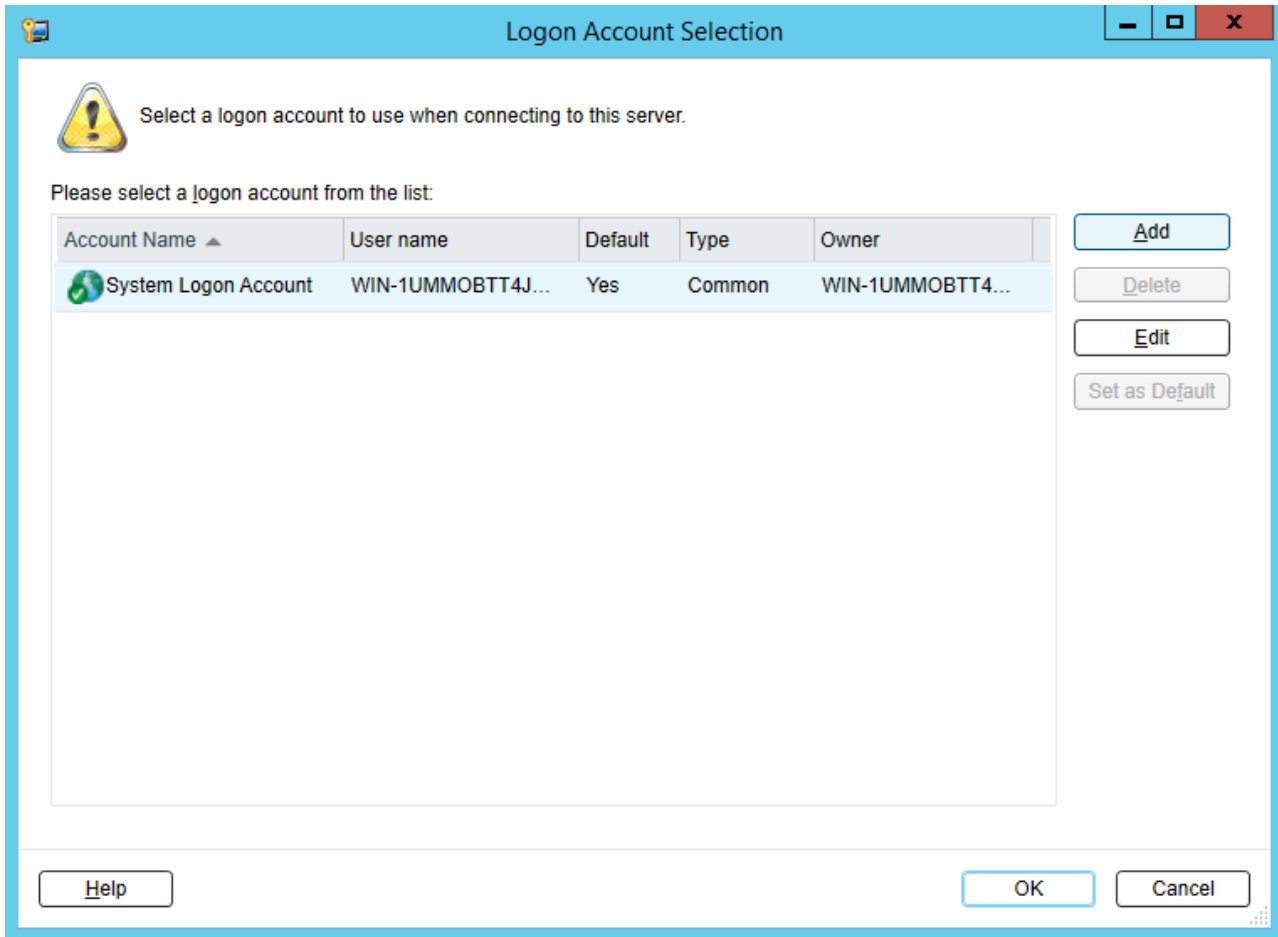 Logon Account Selection
Select a logon account to use when connecting to this server.
Please select a logon account from the list:
Account Name User name Default Type Owner
System Logon Account WIN-1UMMOBTT4J... Yes Common WIN-1UMMOBTT4...
Add
Delete
Edit
Set as Default
Help OK Cancel